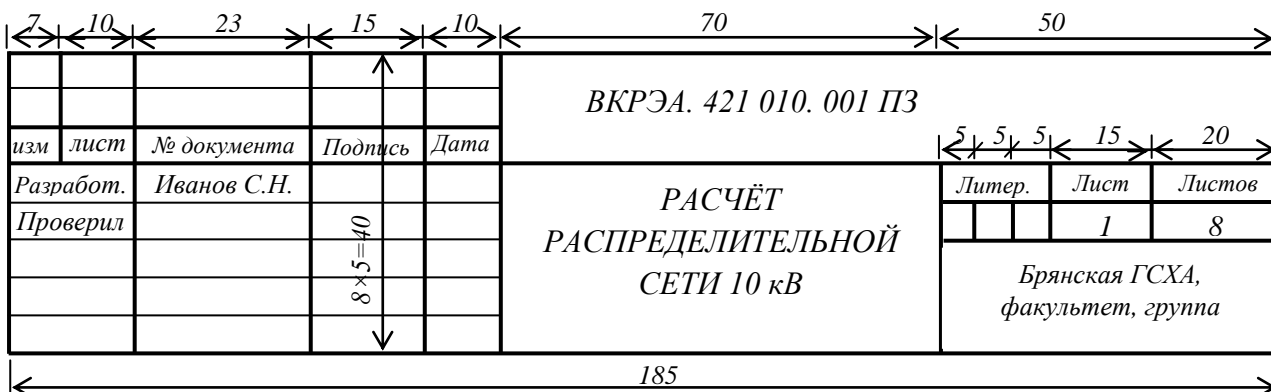 7 10 23 15 10 70 50
ВКРЭА. 421 010. 001 ПЗ
5 5 5 15 20
изм лист № документа Подпись Дата
Разработ. Иванов С.Н.
Литер. Лист Листов
Проверил
1 8
РАСЧЁТ
РАСПРЕДЕЛИТЕЛЬНОЙ
СЕТИ 10 кВ
8×5=40
Брянская ГСХА,
факультет, группа
185